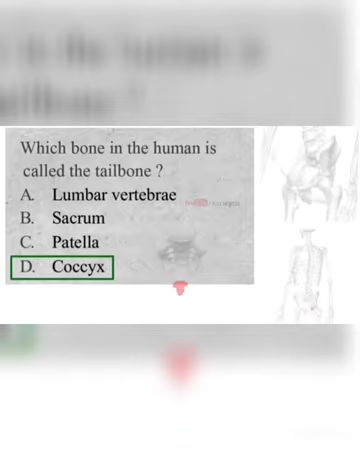 Which bone in the human is
called the tailbone ?
A. Lumbar vertebrae
B. Sacrum
C. Patella
D. Coccyx